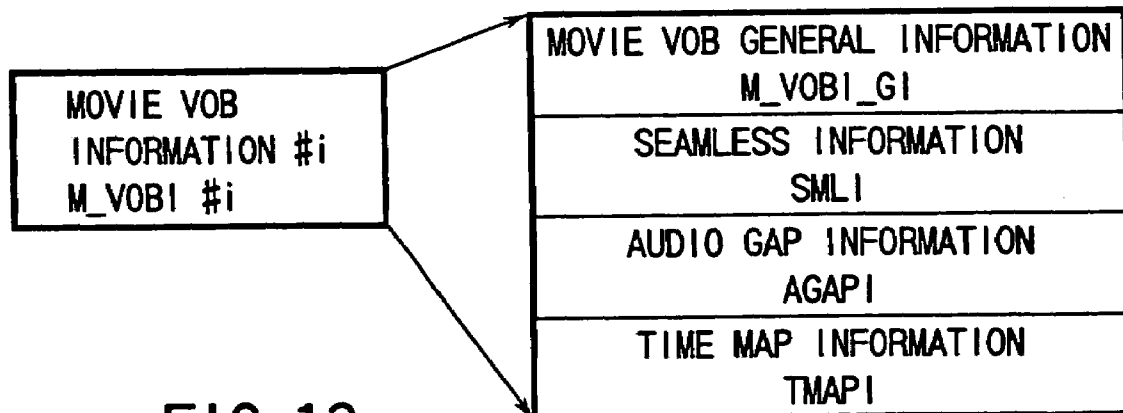 MOVIE VOB
INFORMATION #i
M_VOBI #i
MOVIE VOB GENERAL INFORMATION
M_VOBI_GI
SEAMLESS INFORMATION
SMLI
AUDIO GAP INFORMATION
AGAPI
TIME MAP INFORMATION
TMAPI